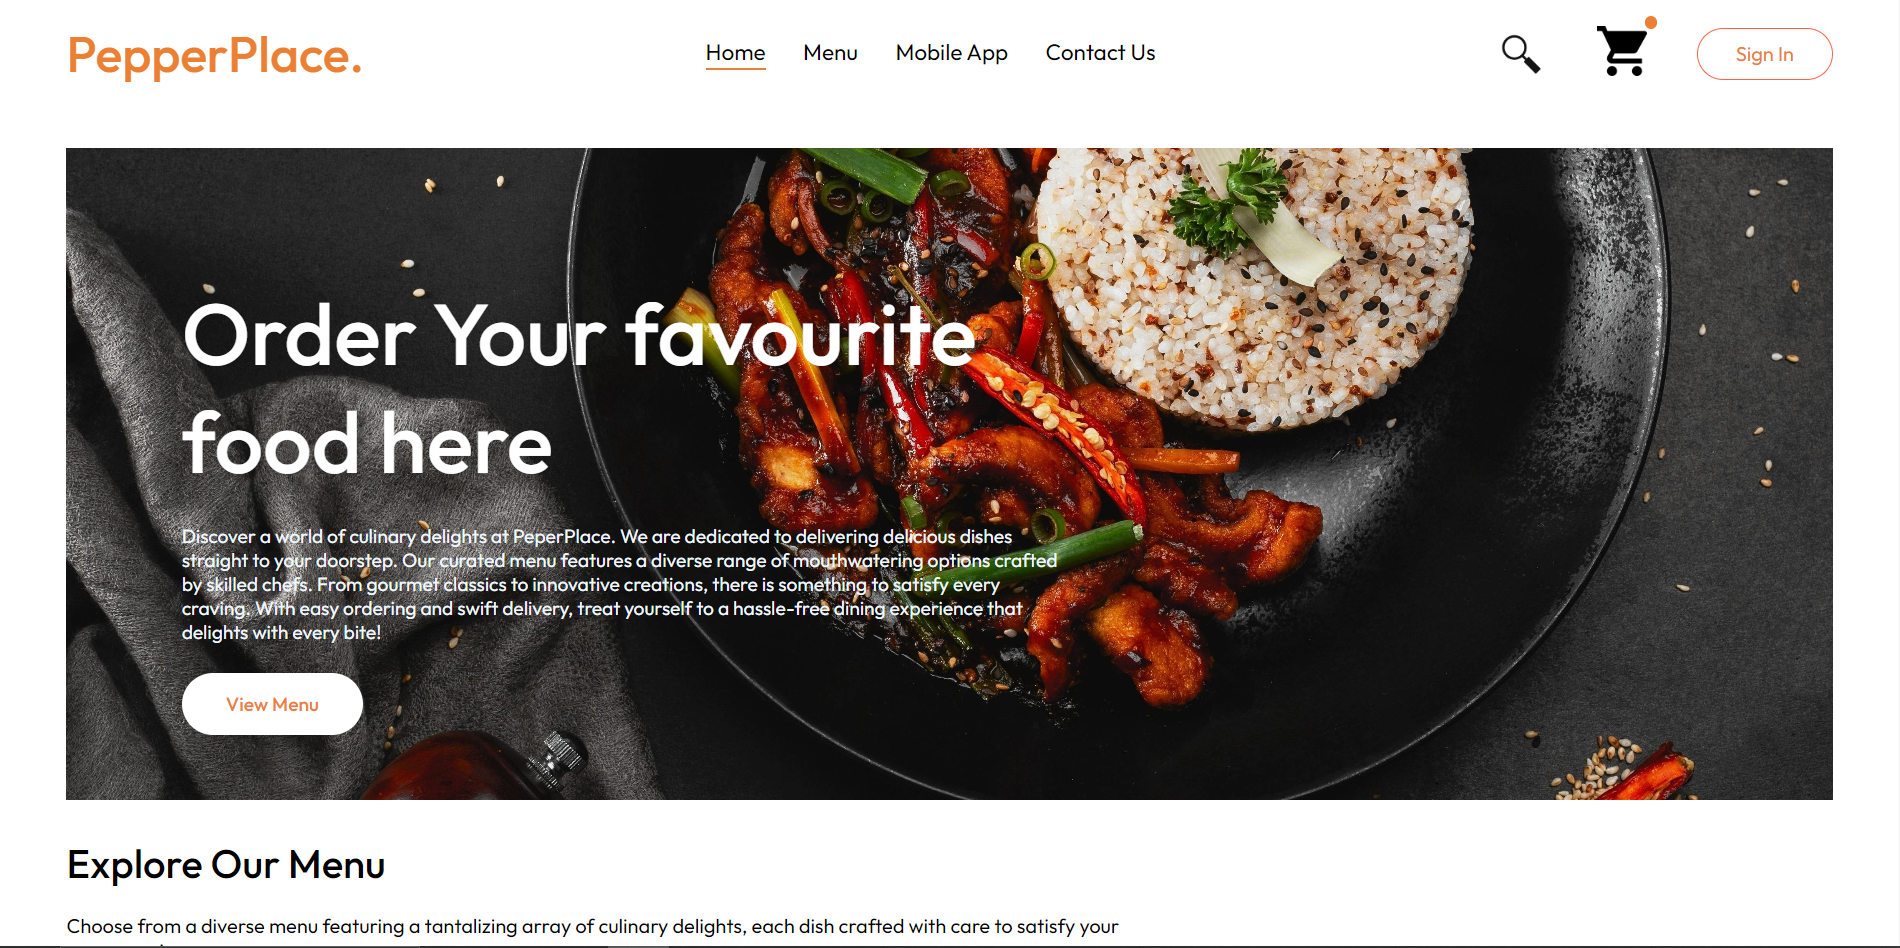 PepperPlace.
Home Menu Mobile App Contact Us
Sign In
Order Your favourite
food here
Discover a world of culinary delights at PeperPlace. We are dedicated to delivering delicious dishes
straight to your doorstep. Our curated menu features a diverse range of mouthwatering options crafted
by skilled chefs. From gourmet classics to innovative creations, there is something to satisfy every
craving. With easy ordering and swift delivery, treat yourself to a hassle-free dining experience that
delights with every bite!
View Menu
Explore Our Menu
Choose from a diverse menu featuring a tantalizing array of culinary delights, each dish crafted with care to satisfy your